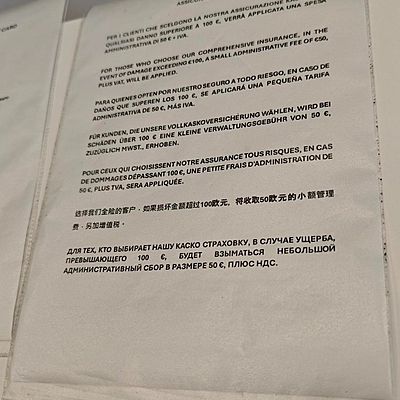 CARD
ASSICUR
PER I CLIENTI CHE SCELGONO LA NOSTRA ASSICURAZIONE
QUALSIASI DANNO SUPERIORE A 100 €, VERRÀ APPLICATA UNA SPESA
AMMINISTRATIVA DI 50 € + IVA.
FOR THOSE WHO CHOOSE OUR COMPREHENSIVE INSURANCE, IN THE
EVENT OF DAMAGE EXCEEDING €100, A SMALL ADMINISTRATIVE FEE OF €50,
PLUS VAT, WILL BE APPLIED.
PARA QUIENES OPTEN POR NUESTRO SEGURO A TODO RIESGO, EN CASO DE
DAÑOS QUE SUPEREN LOS 100 €, SE APLICARÁ UNA PEQUEÑA TARIFA
ADMINISTRATIVA DE 50 €, MÁS IVA.
FÜR KUNDEN, DIE UNSERE VOLLKASKOVERSICHERUNG WÄHLEN, WIRD BEI
SCHÄDEN ÜBER 100 € EINE KLEINE VERWALTUNGSGEBÜHR VON 50 €,
ZUZÜGLICH MWST., ERHOBEN.
POUR CEUX QUI CHOISISSENT NOTRE ASSURANCE TOUS RISQUES, EN CAS
DE DOMMAGES DÉPASSANT 100 €, UNE PETITE FRAIS D'ADMINISTRATION DE
50 €, PLUS TVA, SERA APPLIQUÉE.
选择我们全险的客户，如果损坏金额超过100欧元，将收取50欧元的小额管理
费，另加增值税。
ДЛЯ ТЕХ, КТО ВЫБИРАЕТ НАШУ КАСКО СТРАХОВКУ, В СЛУЧАЕ УЩЕРБА,
ПРЕВЫШАЮЩЕГО 100 €, БУДЕТ ВЗЫМАТЬСЯ НЕБОЛЬШОЙ
АДМИНИСТРАТИВНЫЙ СБОР В РАЗМЕРЕ 50 €, ПЛЮС НДС.